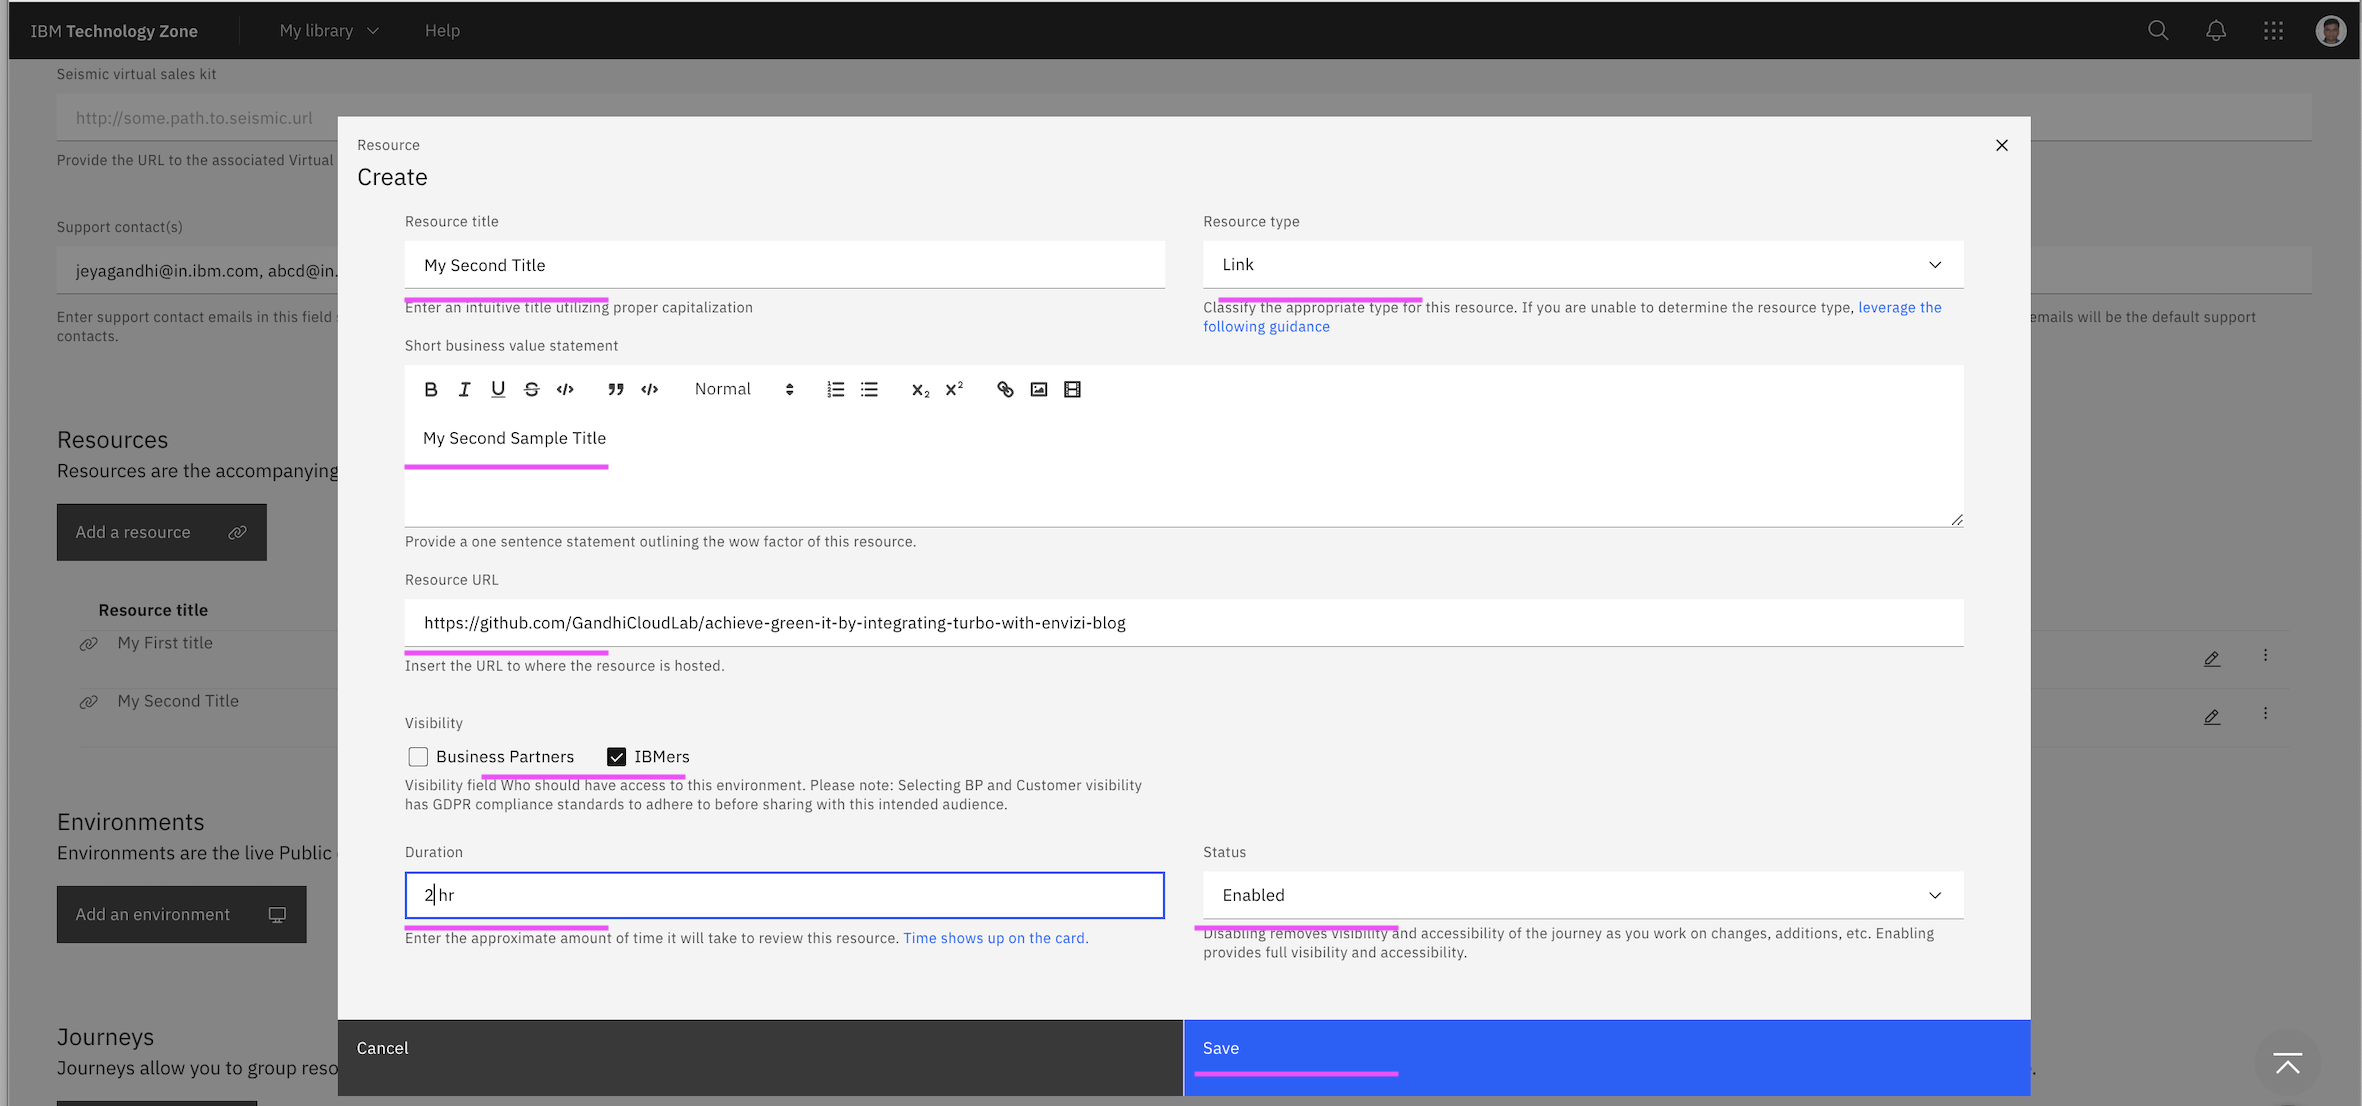 IBM Technology Zone
My library
Help
Seismic virtual sales kit
http://some.path.to.seismic.url
Provide the URL to the associated Virtual
Support contact(s)
jeyagandhi@in.ibm.com, abcd@in.
Enter support contact emails in this field
emails will be the default support
contacts.
Resources
Resources are the accompanying
Add a resource
Resource title
My First title
My Second Title
Environments
Environments are the live Public
Add an environment
Journeys
Journeys allow you to group reso
Resource
Create
Resource title
My Second Title
Enter an intuitive title utilizing proper capitalization
Resource type
Link
Classify the appropriate type for this resource. If you are unable to determine the resource type, leverage the
following guidance
Short business value statement
Normal
My Second Sample Title
Provide a one sentence statement outlining the wow factor of this resource.
Resource URL
https://github.com/GandhiCloudLab/achieve-green-it-by-integrating-turbo-with-envizi-blog
Insert the URL to where the resource is hosted.
Visibility
Business Partners
IBMers
Visibility field Who should have access to this environment. Please note: Selecting BP and Customer visibility
has GDPR compliance standards to adhere to before sharing with this intended audience.
Duration
2 hr
Enter the approximate amount of time it will take to review this resource. Time shows up on the card.
Status
Enabled
Disabling removes visibility and accessibility of the journey as you work on changes, additions, etc. Enabling
provides full visibility and accessibility.
Cancel
Save